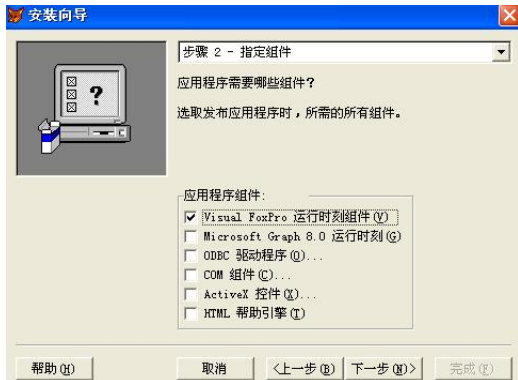 安装向导
步骤 2 - 指定组件
?
应用程序需要哪些组件?
选取发布应用程序时,所需的所有组件。
应用程序组件:
Visual FoxPro 运行时刻组件(V)
Microsoft Graph 8.0 运行时刻(G)
ODBC 驱动程序(O)...
COM 组件(C)...
ActiveX 控件(X)...
HTML 帮助引擎(T)
帮助(H) 取消 <上一步(B) 下一步(N)> 完成(F)